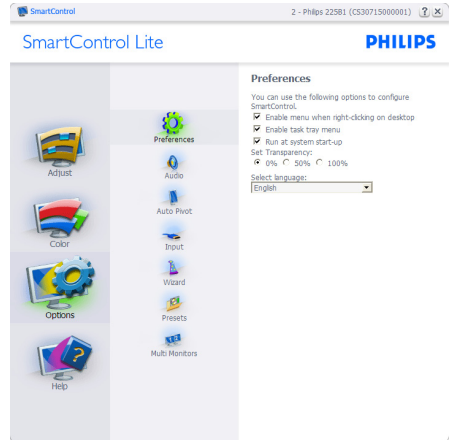 SmartControl
2 - Philips 225B1 (CS30715000001)
SmartControl Lite
PHILIPS
Adjust
Color
Options
Help
Preferences
Audio
Auto Pivot
Input
Wizard
Presets
Multi Monitors
Preferences
You can use the following options to configure
SmartControl.
Enable menu when right-clicking on desktop
Enable task tray menu
Run at system start-up
Set Transparency:
0% 50% 100%
Select language:
English